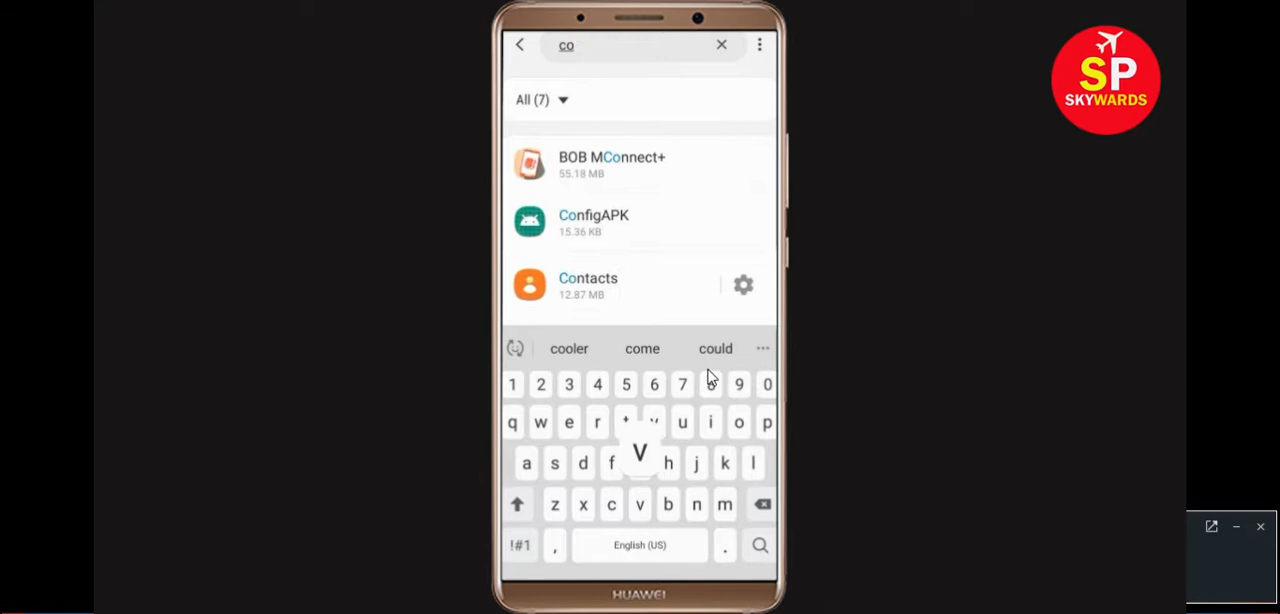 co
SP
SKYWARDS
All (7)
BOB MConnect+
55.18 MB
ConfigAPK
15.36 KB
Contacts
12.87 MB
cooler come could
1 2 3 4 5 6 7 8 9 0
q w e r t y u i o p
a s d f V h j k l
z x c v b n m
!#1 , English (US) .
HUAWEI